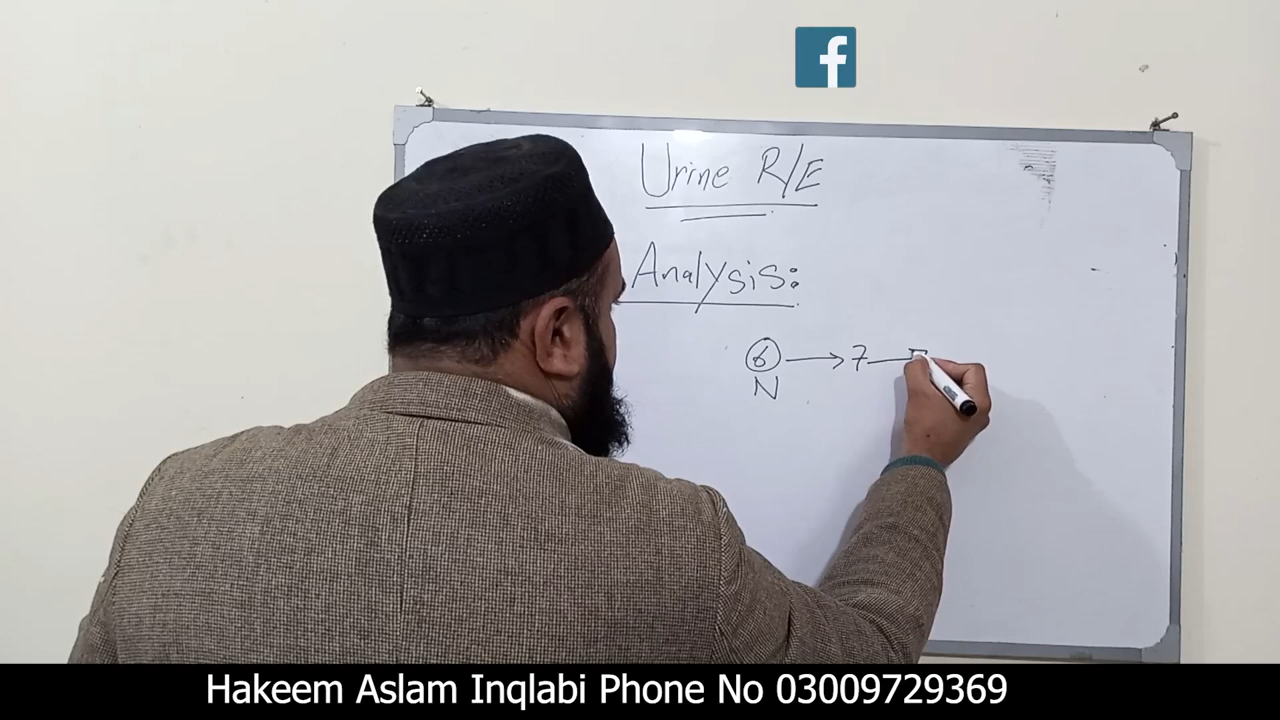 Urine R/E
Analysis:
6 → 7
N
Hakeem Aslam Inqlabi Phone No 03009729369